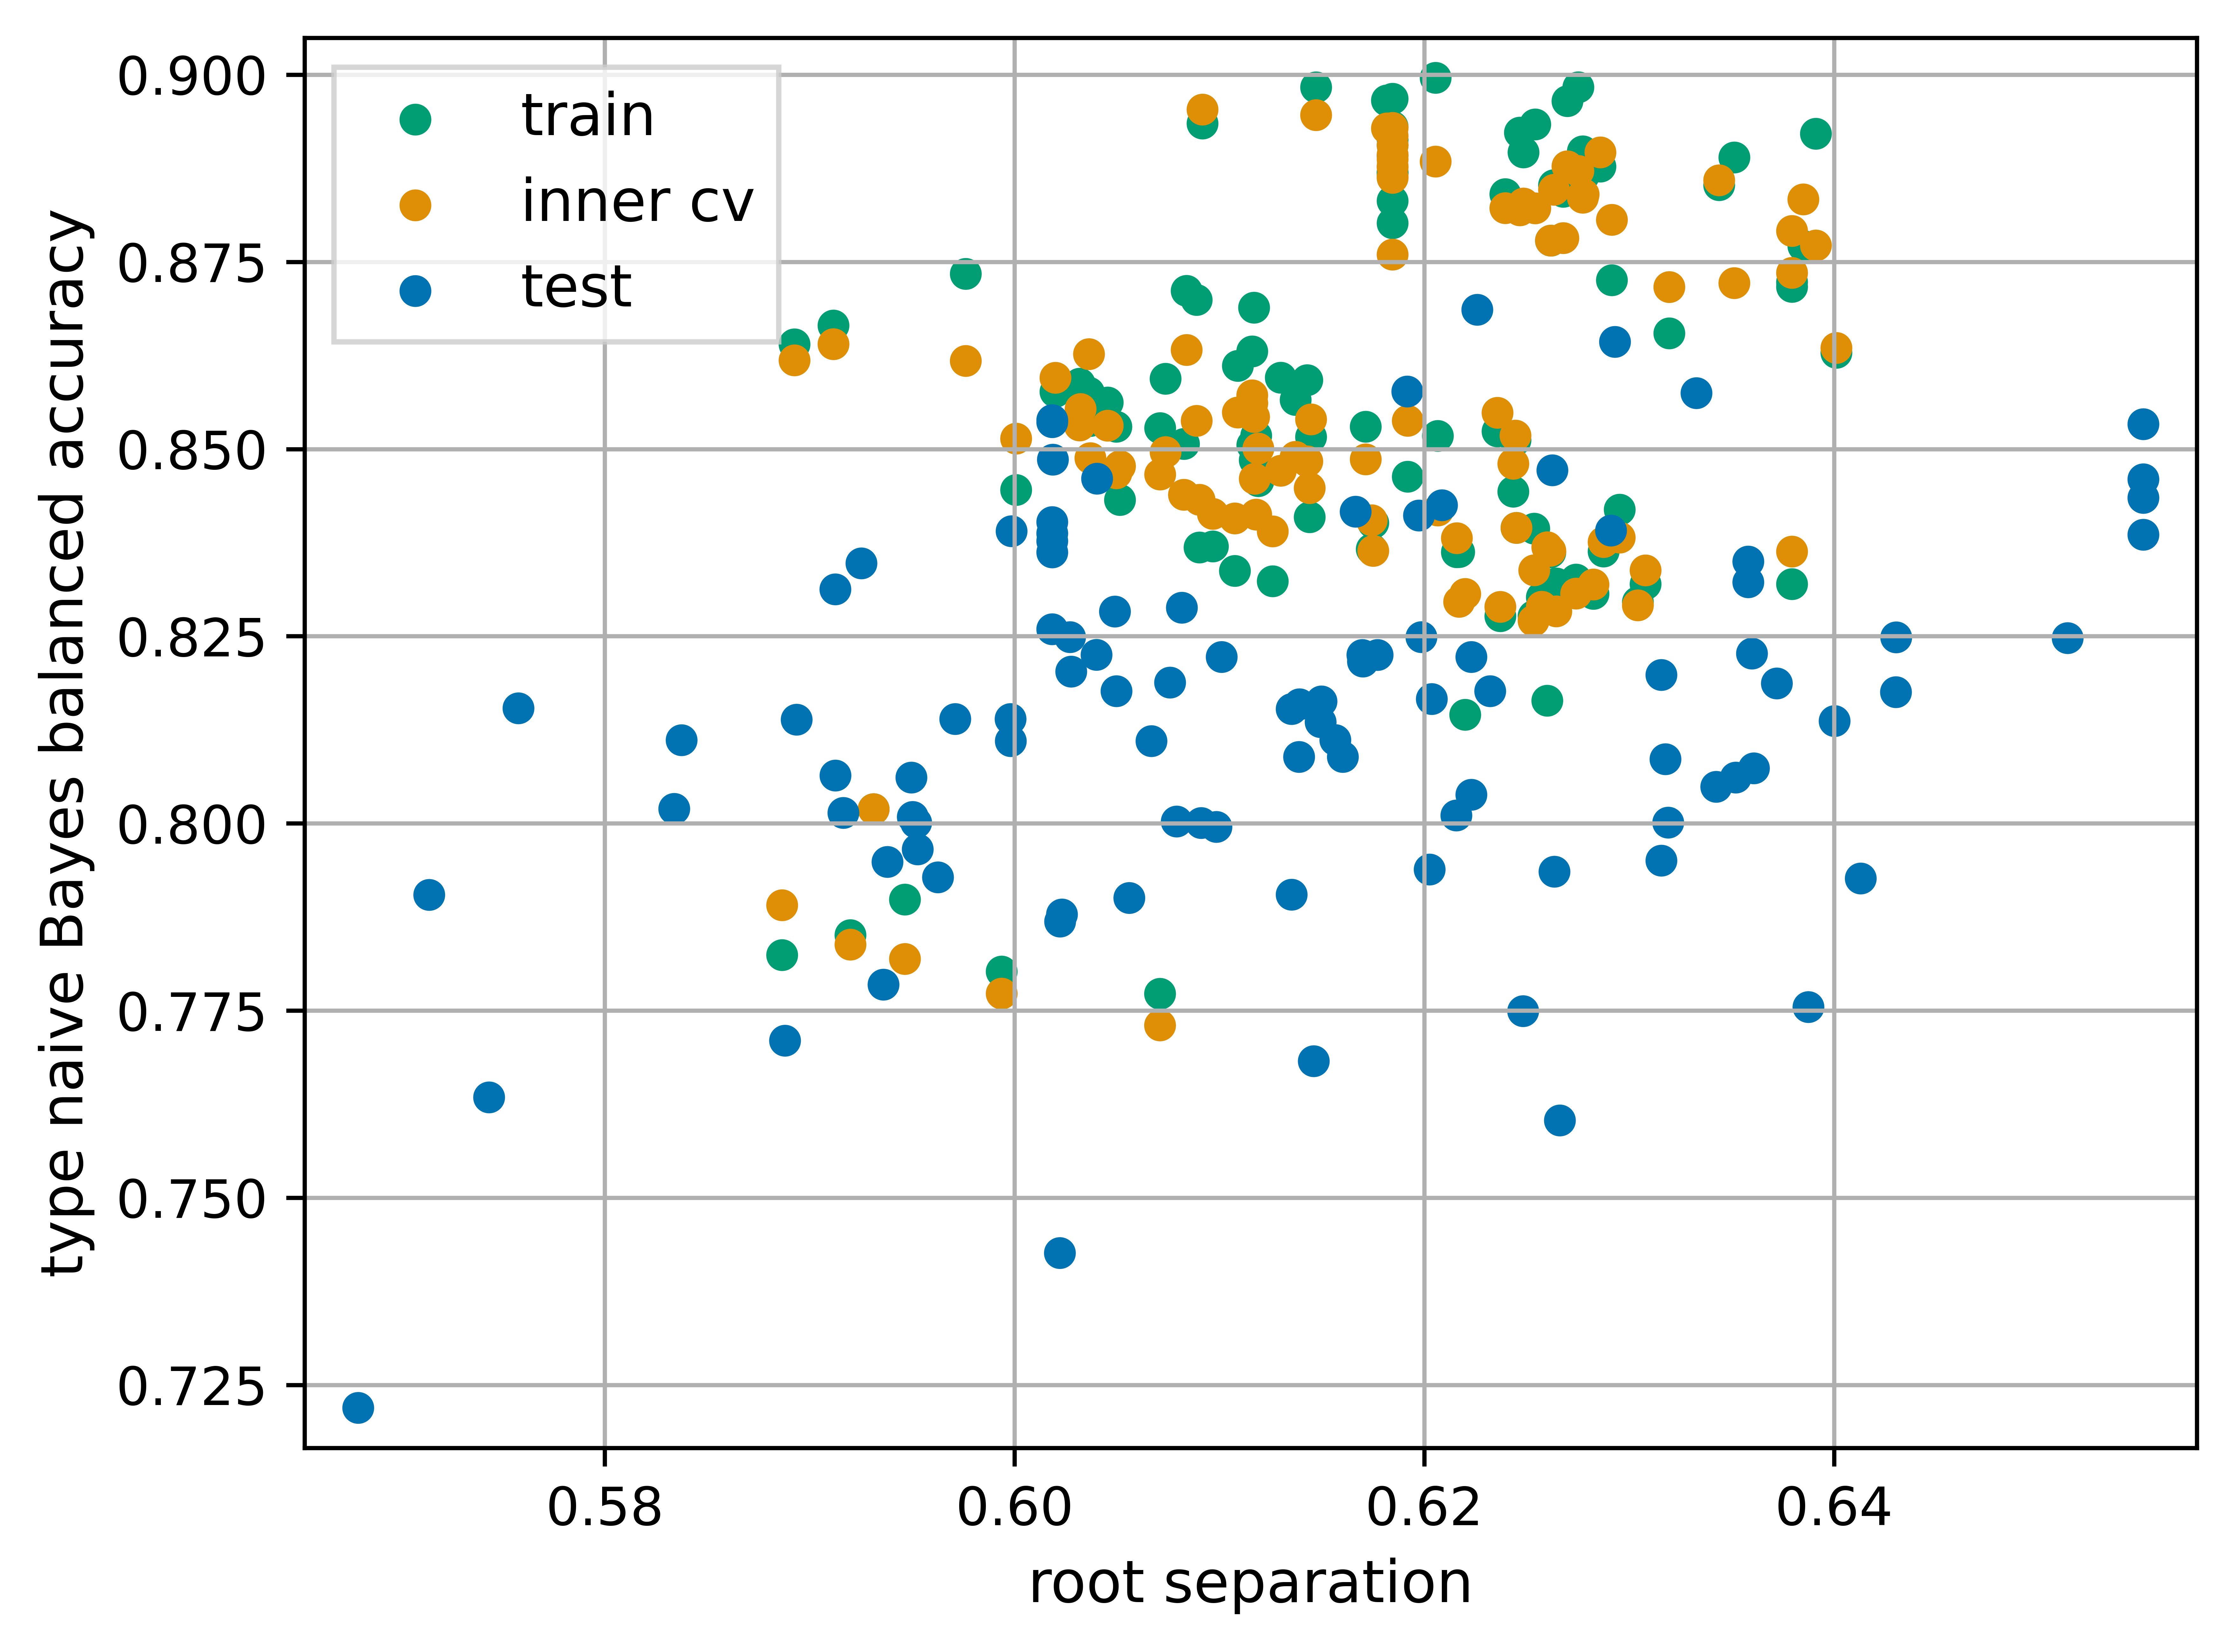 train
inner cv
test
type naive Bayes balanced accuracy
0.900
0.875
0.850
0.825
0.800
0.775
0.750
0.725
0.58 0.60 0.62 0.64
root separation